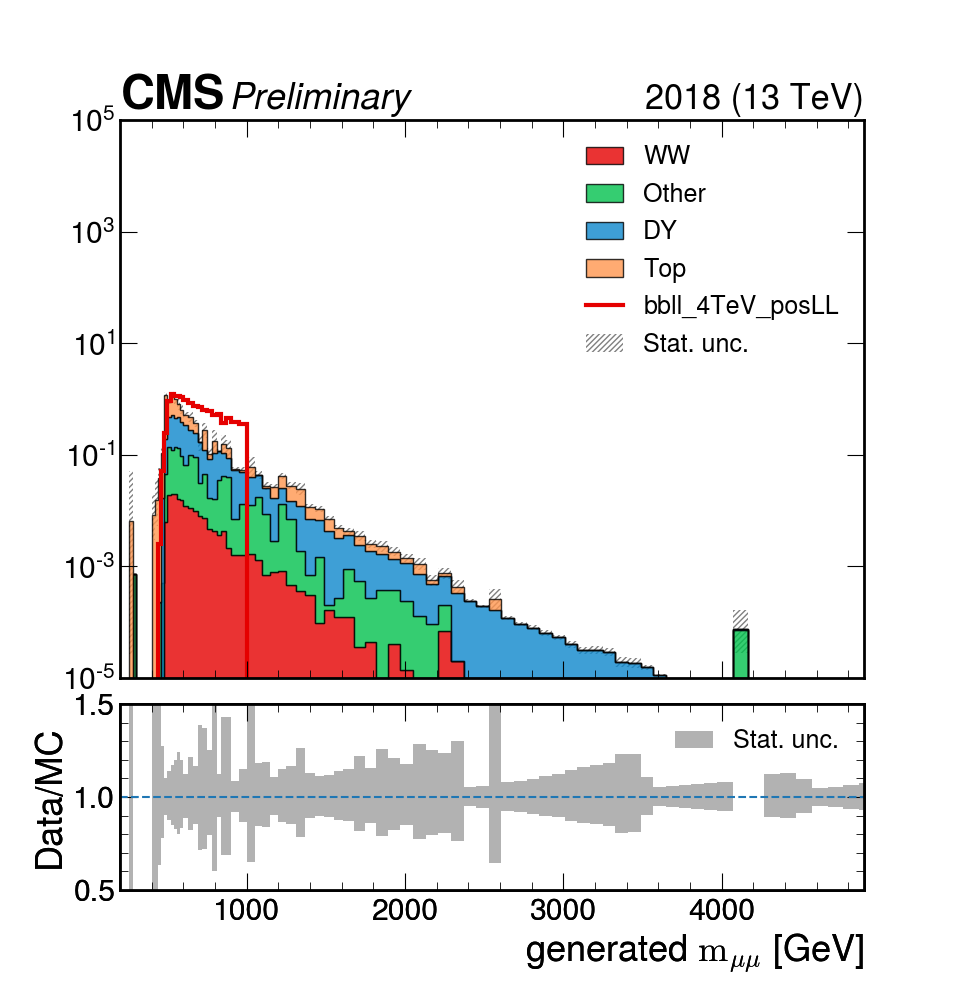 CMS Preliminary 2018 (13 TeV)
10^5
10^3
10^1
10^-1
10^-3
10^-5
WW
Other
DY
Top
bbll_4TeV_posLL
Stat. unc.
1.5
1.0
0.5
Data/MC
Stat. unc.
1000 2000 3000 4000
generated m_μμ [GeV]